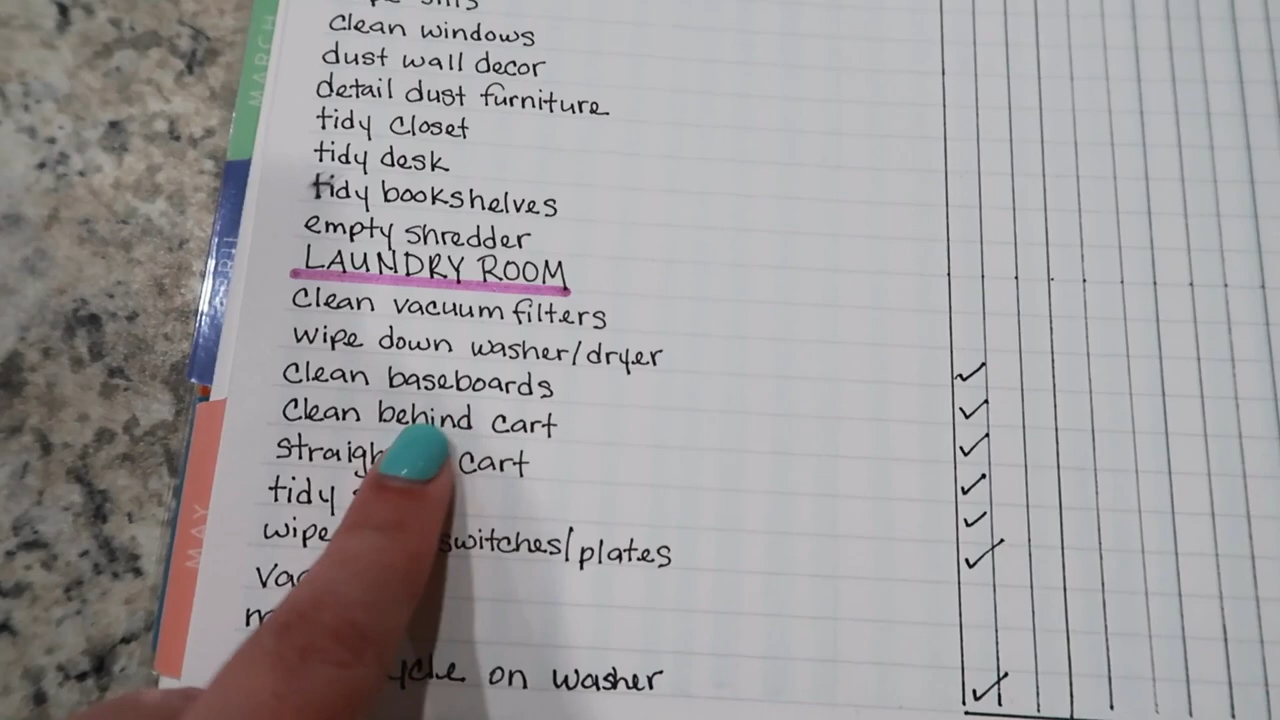 clean windows
dust wall decor
detail dust furniture
tidy closet
tidy desk
tidy bookshelves
empty shredder
LAUNDRY ROOM
Clean vacuum filters
wipe down washer/dryer
Clean baseboards
Clean behind cart
cart
tidy
wipe switches/plates
on washer
MARCH
APRIL
MAY